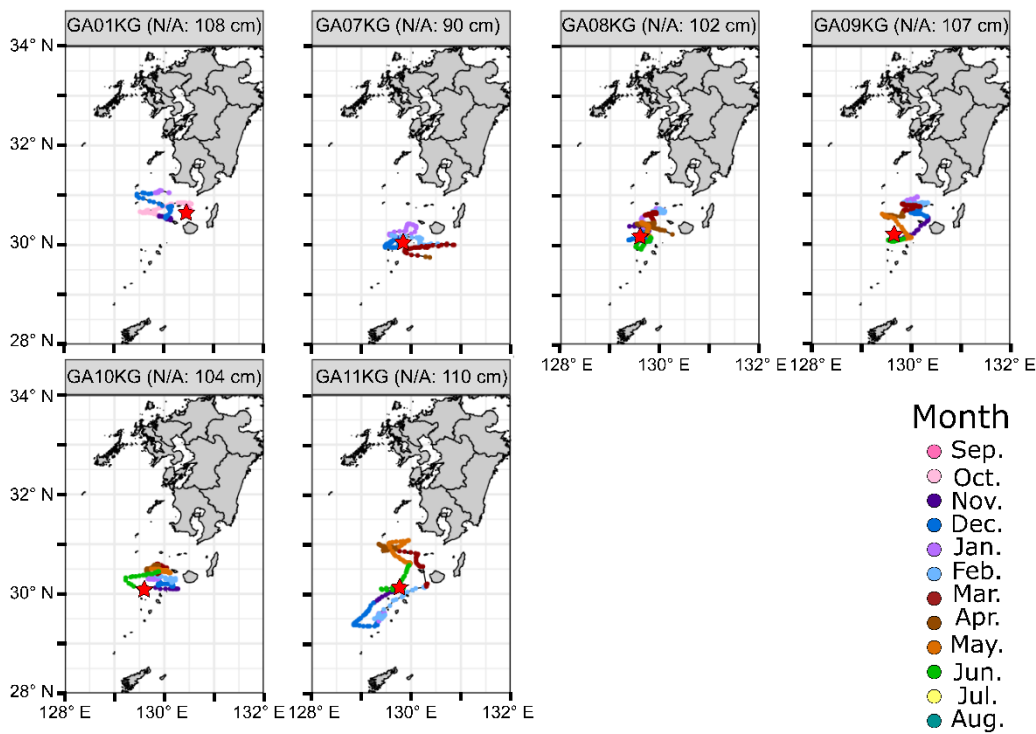 GA01KG (N/A: 108 cm) GA07KG (N/A: 90 cm) GA08KG (N/A: 102 cm) GA09KG (N/A: 107 cm)
34° N
32° N
30° N
28° N
128° E 130° E 132° E 128° E 130° E 132° E
GA10KG (N/A: 104 cm) GA11KG (N/A: 110 cm)
34° N
32° N
30° N
28° N
128° E 130° E 128° E 130° E 132° E
Month
Sep.
Oct.
Nov.
Dec.
Jan.
Feb.
Mar.
Apr.
May.
Jun.
Jul.
Aug.